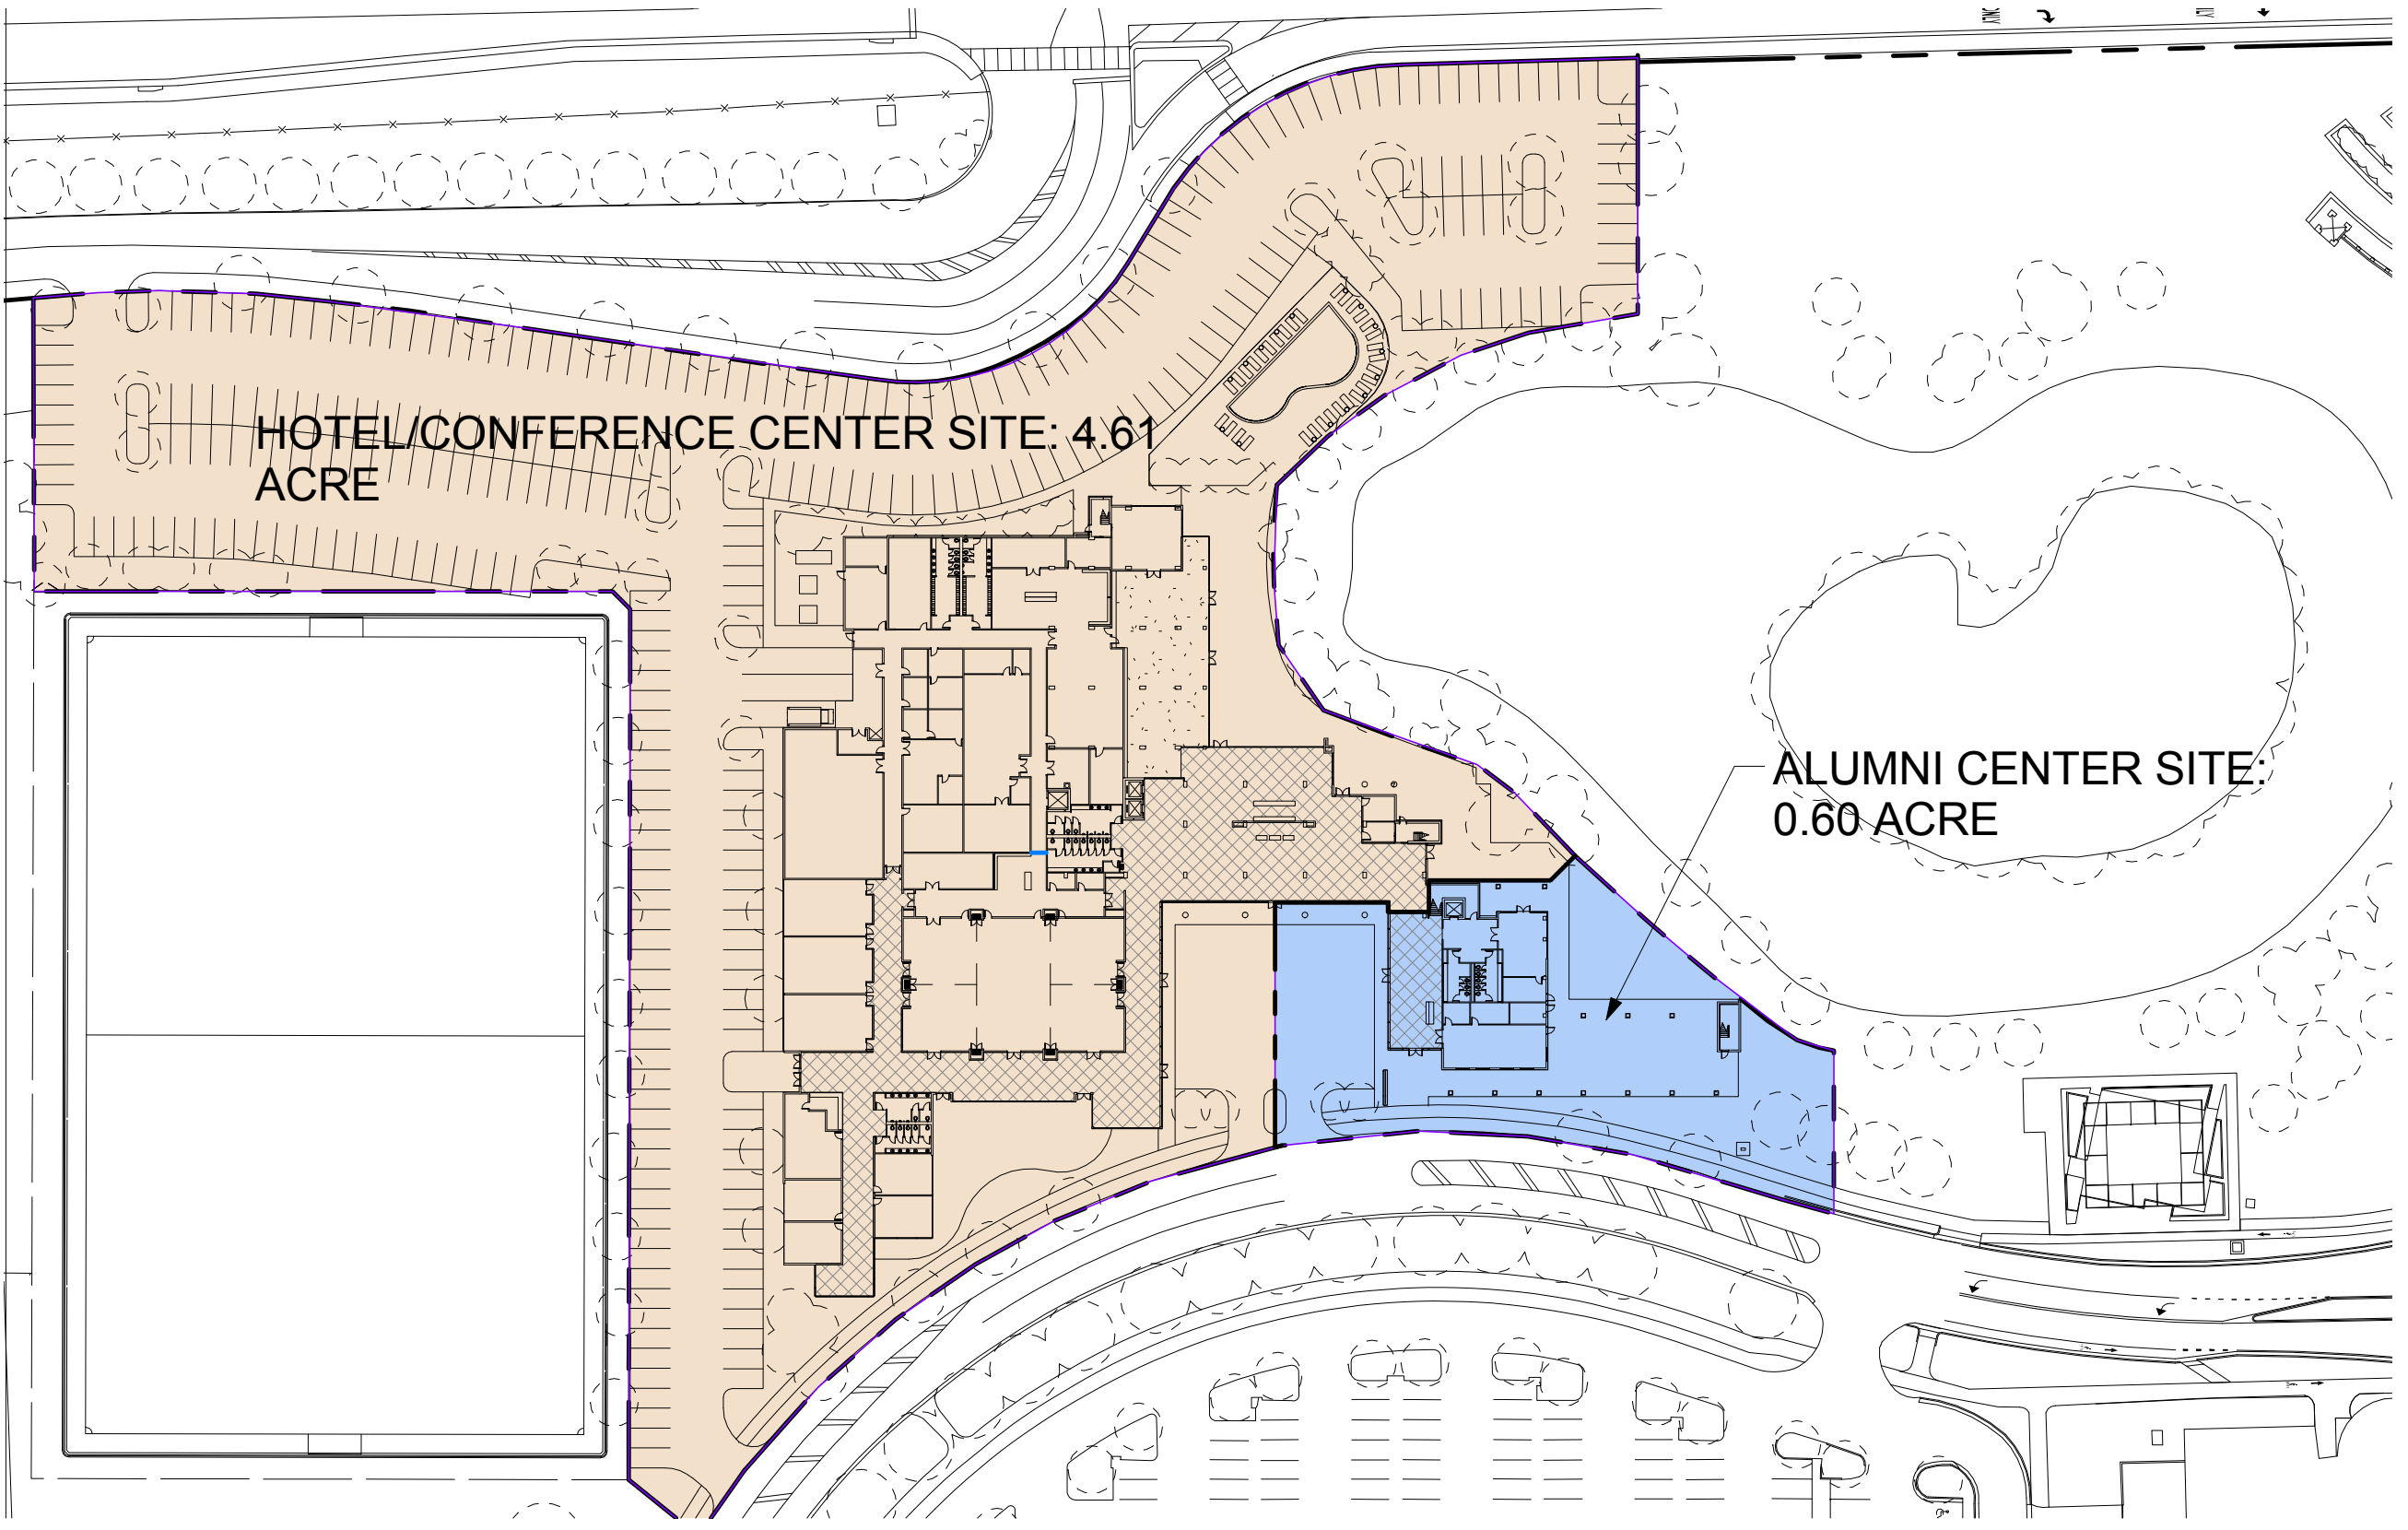 HOTEL/CONFERENCE CENTER SITE: 4.61
ACRE
ALUMNI CENTER SITE:
0.60 ACRE